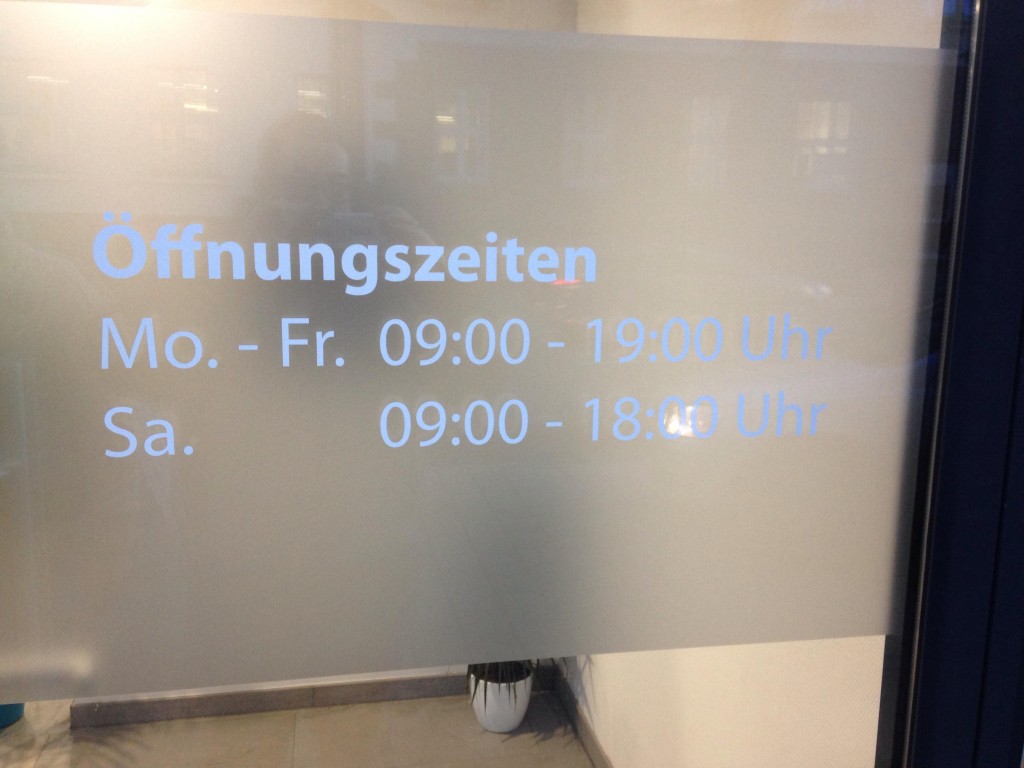 Öffnungszeiten
Mo. - Fr. 09:00 - 19:00 Uhr
Sa. 09:00 - 18:00 Uhr